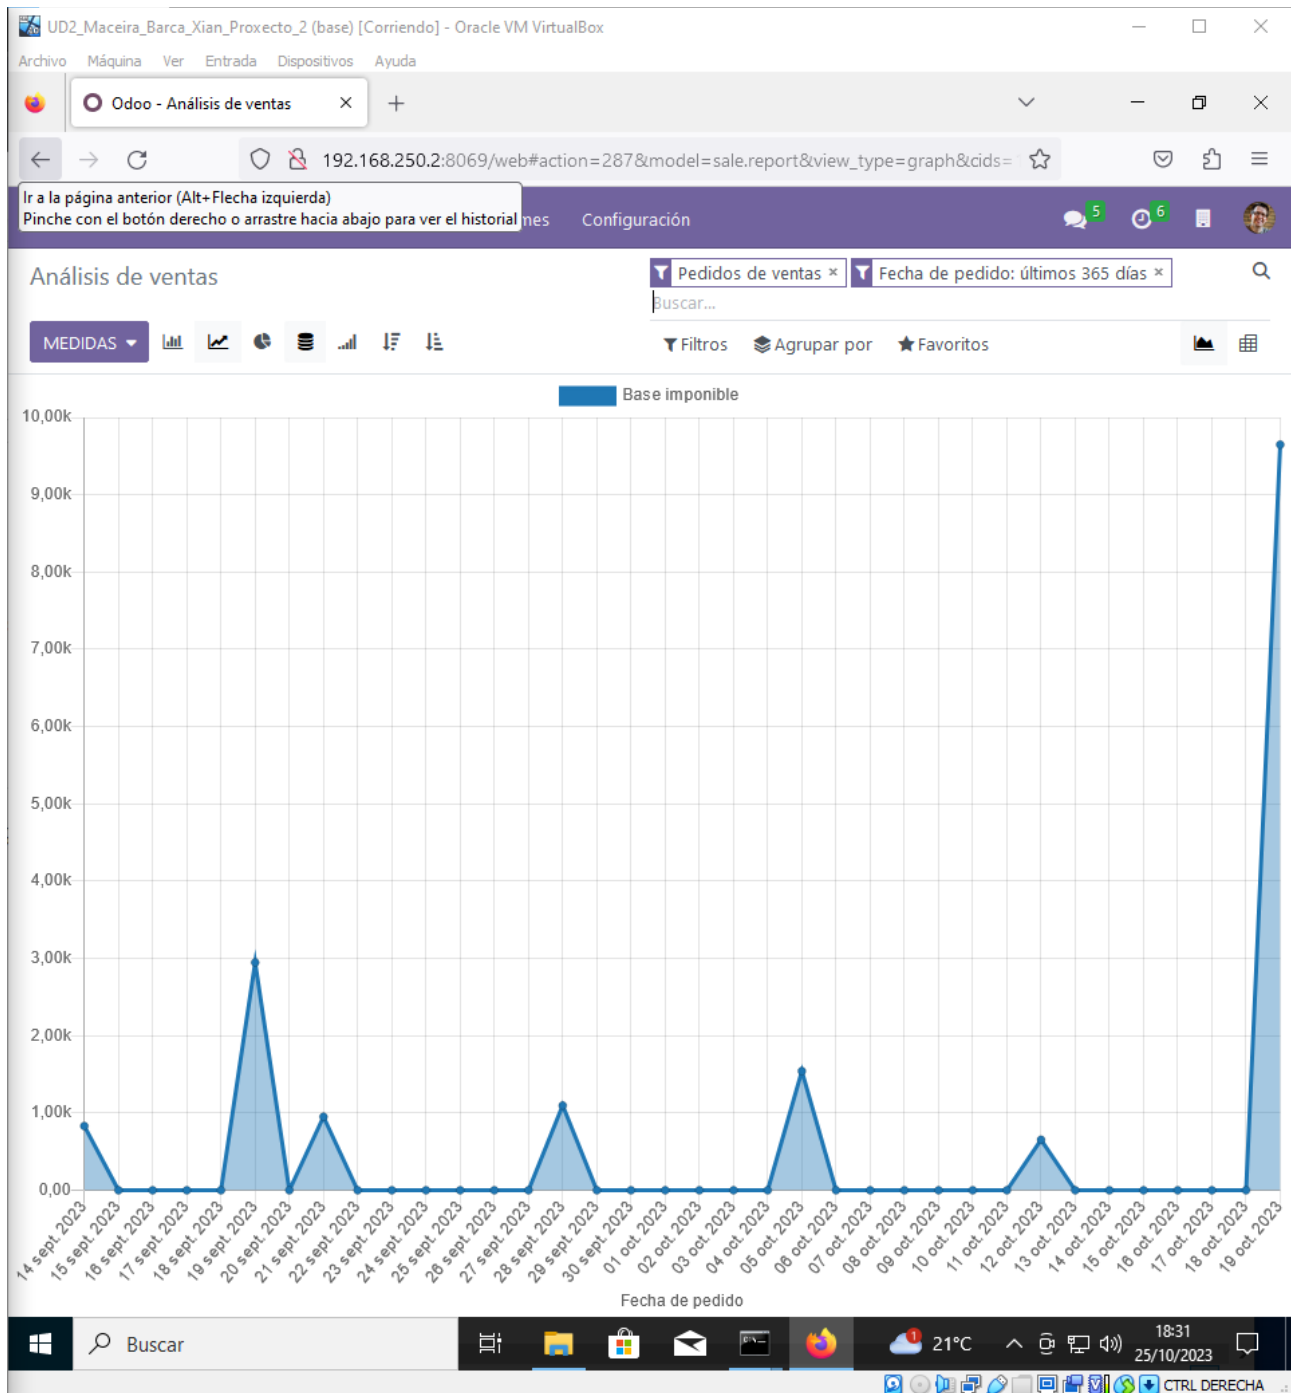 UD2_Maceira_Barca_Xian_Proxecto_2 (base) [Corriendo] - Oracle VM VirtualBox
Archivo Máquina Ver Entrada Dispositivos Ayuda
Odoo - Análisis de ventas
192.168.250.2:8069/web#action=287&model=sale.report&view_type=graph&cids=
Ir a la página anterior (Alt+Flecha izquierda)
Pinche con el botón derecho o arrastre hacia abajo para ver el historial
mes Configuración 5 6
Análisis de ventas
Pedidos de ventas × Fecha de pedido: últimos 365 días ×
Buscar...
MEDIDAS Filtros Agrupar por Favoritos
Base imponible
10,00k
9,00k
8,00k
7,00k
6,00k
5,00k
4,00k
3,00k
2,00k
1,00k
0,00
14 sept. 2023
15 sept. 2023
16 sept. 2023
17 sept. 2023
18 sept. 2023
19 sept. 2023
20 sept. 2023
21 sept. 2023
22 sept. 2023
23 sept. 2023
24 sept. 2023
25 sept. 2023
26 sept. 2023
27 sept. 2023
28 sept. 2023
29 sept. 2023
30 sept. 2023
01 oct. 2023
02 oct. 2023
03 oct. 2023
04 oct. 2023
05 oct. 2023
06 oct. 2023
07 oct. 2023
08 oct. 2023
09 oct. 2023
10 oct. 2023
11 oct. 2023
12 oct. 2023
13 oct. 2023
14 oct. 2023
15 oct. 2023
16 oct. 2023
17 oct. 2023
18 oct. 2023
19 oct. 2023
Fecha de pedido
Buscar
1
21°C
18:31
25/10/2023
CTRL DERECHA